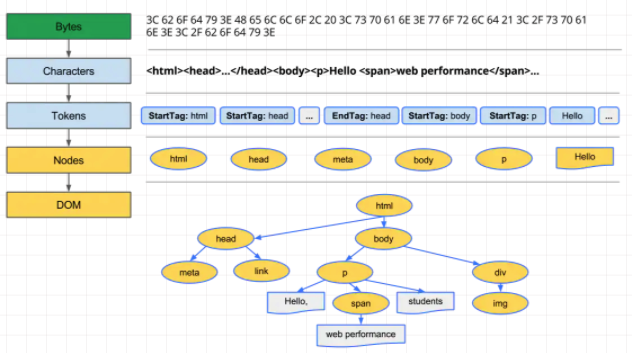 Bytes
3C 62 6F 64 79 3E 48 65 6C 6C 6F 2C 20 3C 73 70 61 6E 3E 77 6F 72 6C 64 21 3C 2F 73 70 61
6E 3E 3C 2F 62 6F 64 79 3E
Characters
<html><head>...</head><body><p>Hello <span>web performance</span>...
Tokens
StartTag: html StartTag: head ... EndTag: head StartTag: body StartTag: p Hello ...
Nodes
html head meta body p Hello
DOM
html
head body
meta link p div
Hello, span students img
web performance